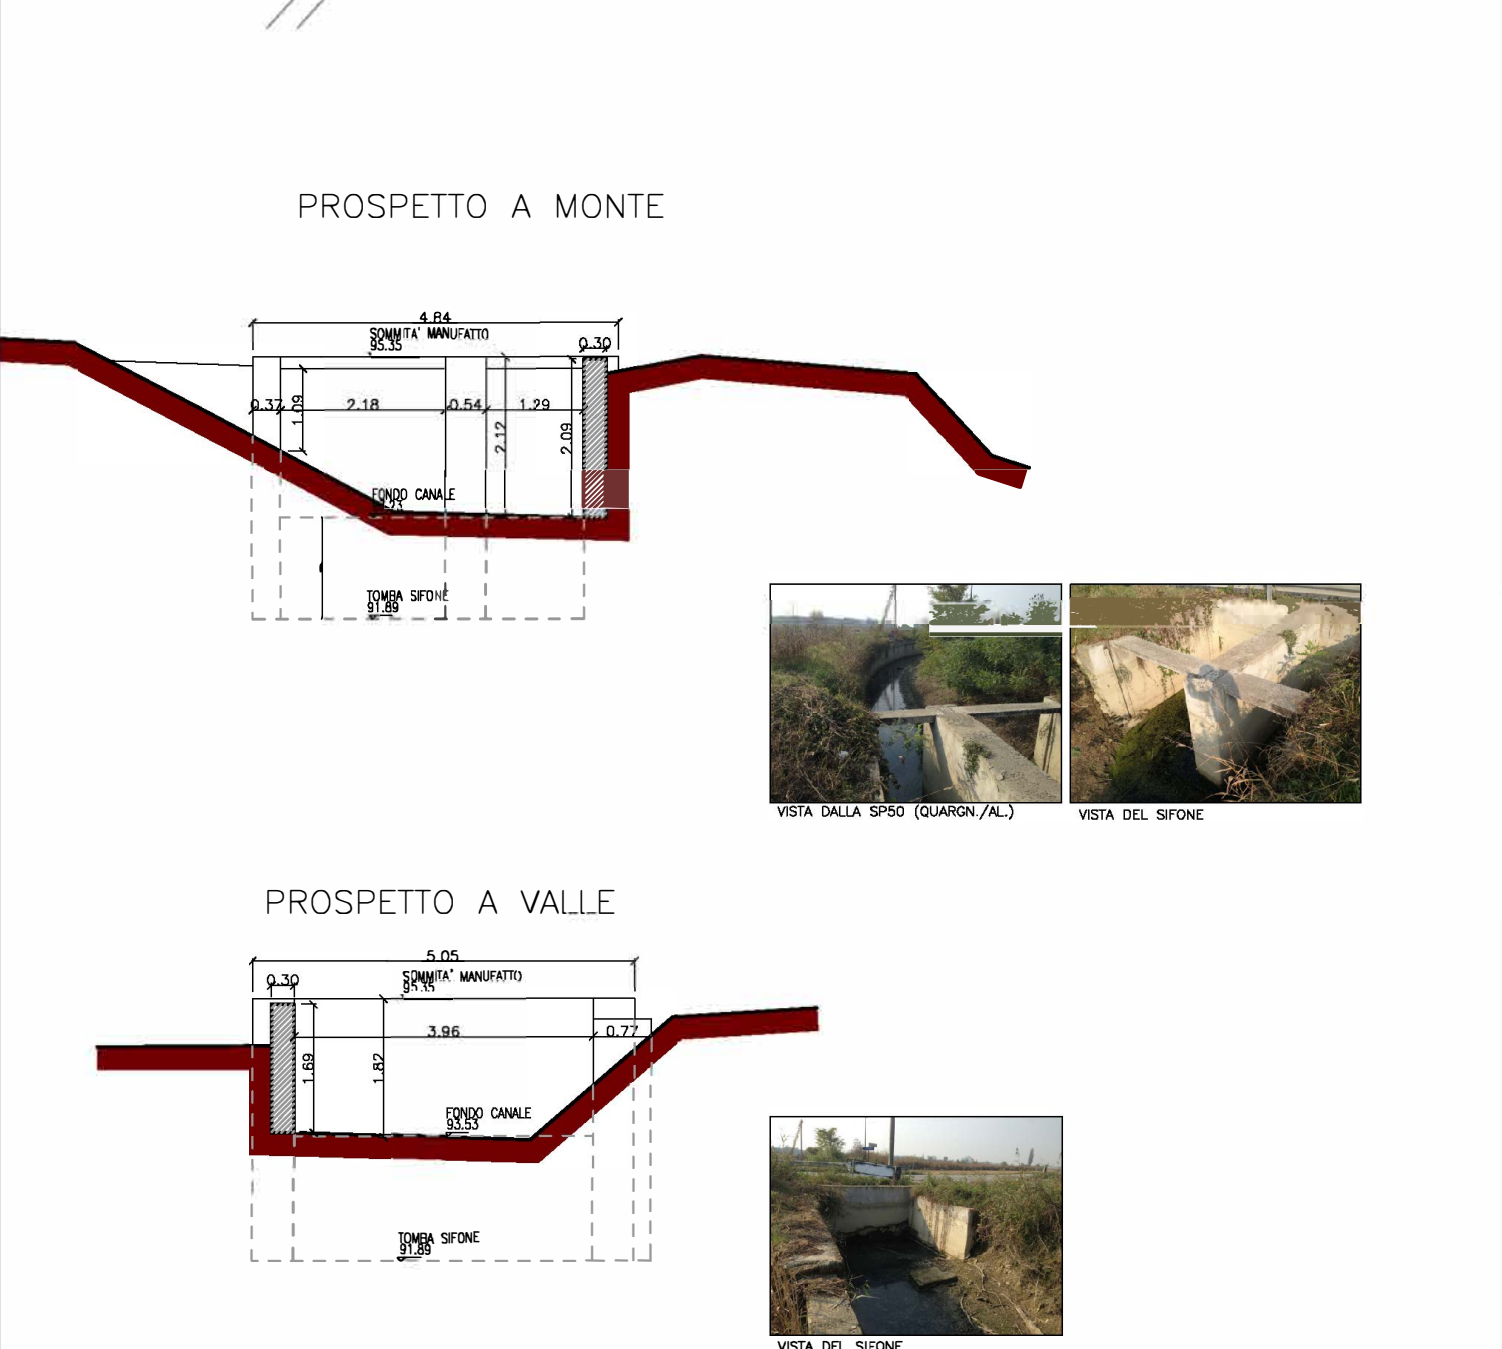 PROSPETTO A MONTE
4.84
SOMMITA' MANUFATTO
95.35
0.30
0.37
1.09
2.18
0.54
1.29
2.12
2.09
FONDO CANALE
TOMBA SIFONE
91.89
VISTA DALLA SP50 (QUARGN./AL.)
VISTA DEL SIFONE
PROSPETTO A VALLE
5.05
SOMMITA' MANUFATTO
95.35
0.30
3.96
0.77
1.69
1.82
FONDO CANALE
93.53
TOMBA SIFONE
91.89
VISTA DEL SIFONE